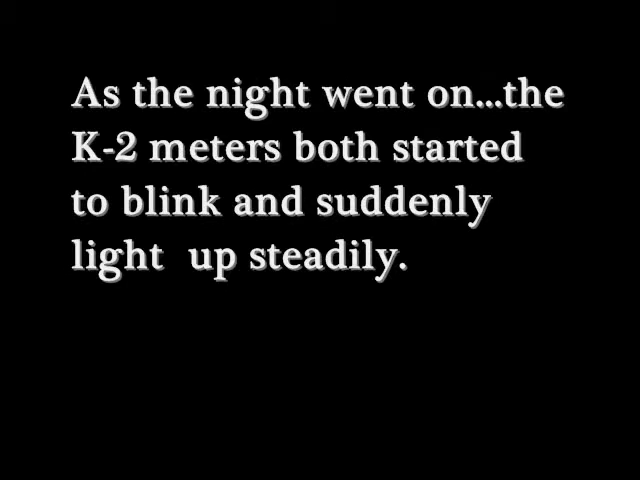 As the night went on...the
K-2 meters both started
to blink and suddenly
light  up steadily.